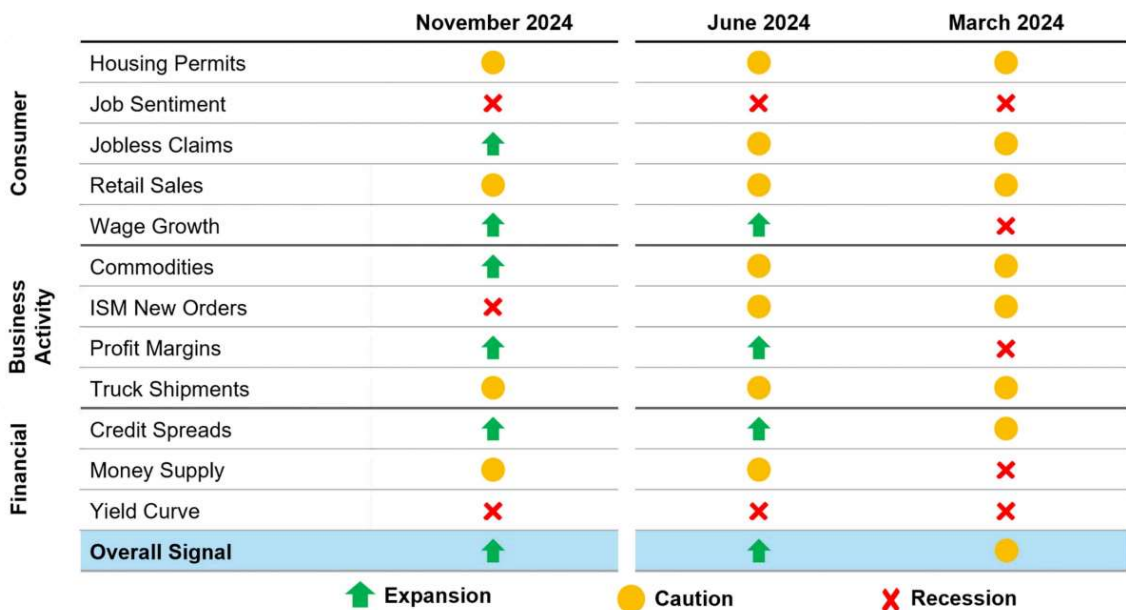 November 2024 June 2024 March 2024
Consumer
Housing Permits
Job Sentiment
Jobless Claims
Retail Sales
Wage Growth
Business
Activity
Commodities
ISM New Orders
Profit Margins
Truck Shipments
Financial
Credit Spreads
Money Supply
Yield Curve
Overall Signal
Expansion Caution Recession